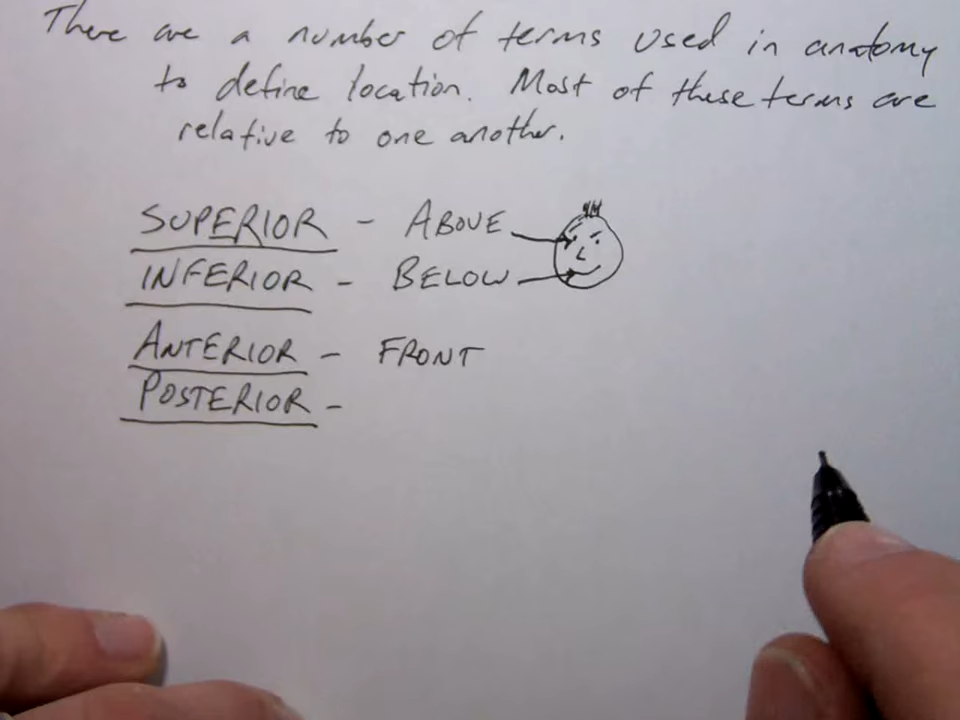 There are a number of terms used in anatomy
to define location. Most of these terms are
relative to one another.
SUPERIOR - ABOVE
INFERIOR - BELOW
ANTERIOR - FRONT
POSTERIOR -